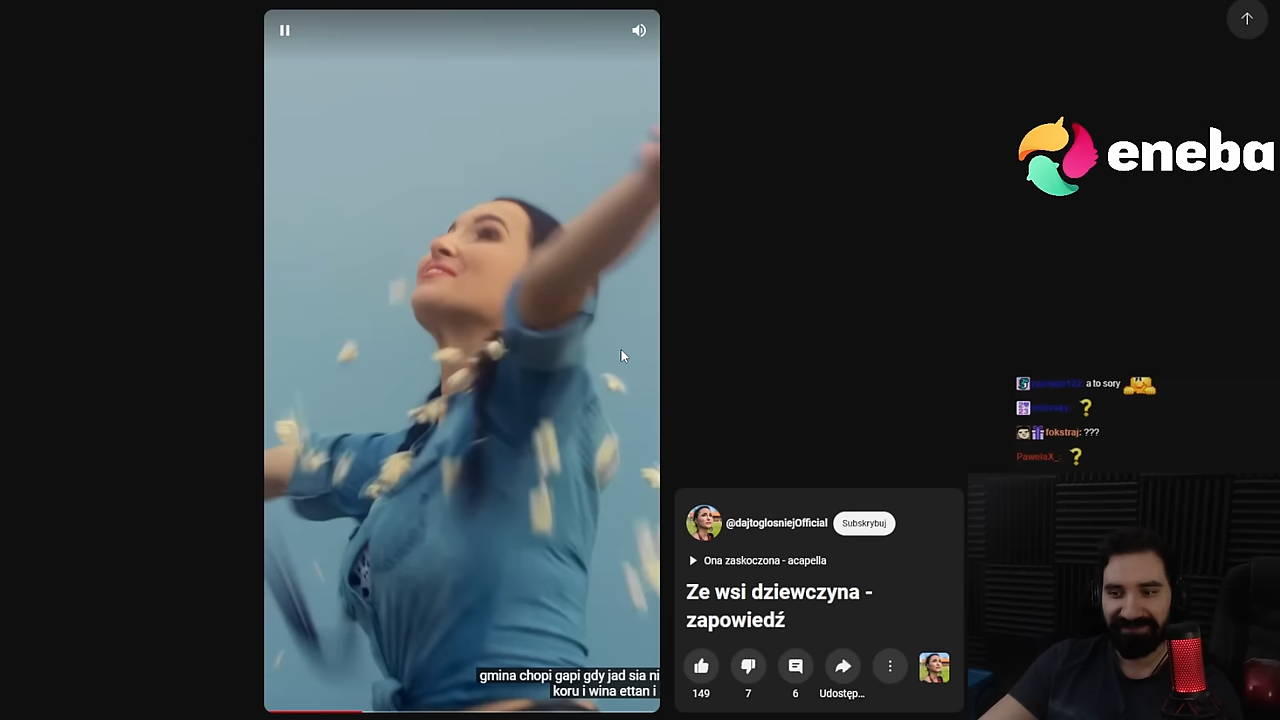 eneba
a to sory
fokstraj: ???
PawelaX_:
@dajtoglosniejOfficial
Subskrybuj
Ona zaskoczona - acapella
Ze wsi dziewczyna -
zapowiedź
149
7
6
Udostęp...
gmina chopi gapi gdy jad sia ni
koru i wina ettan i